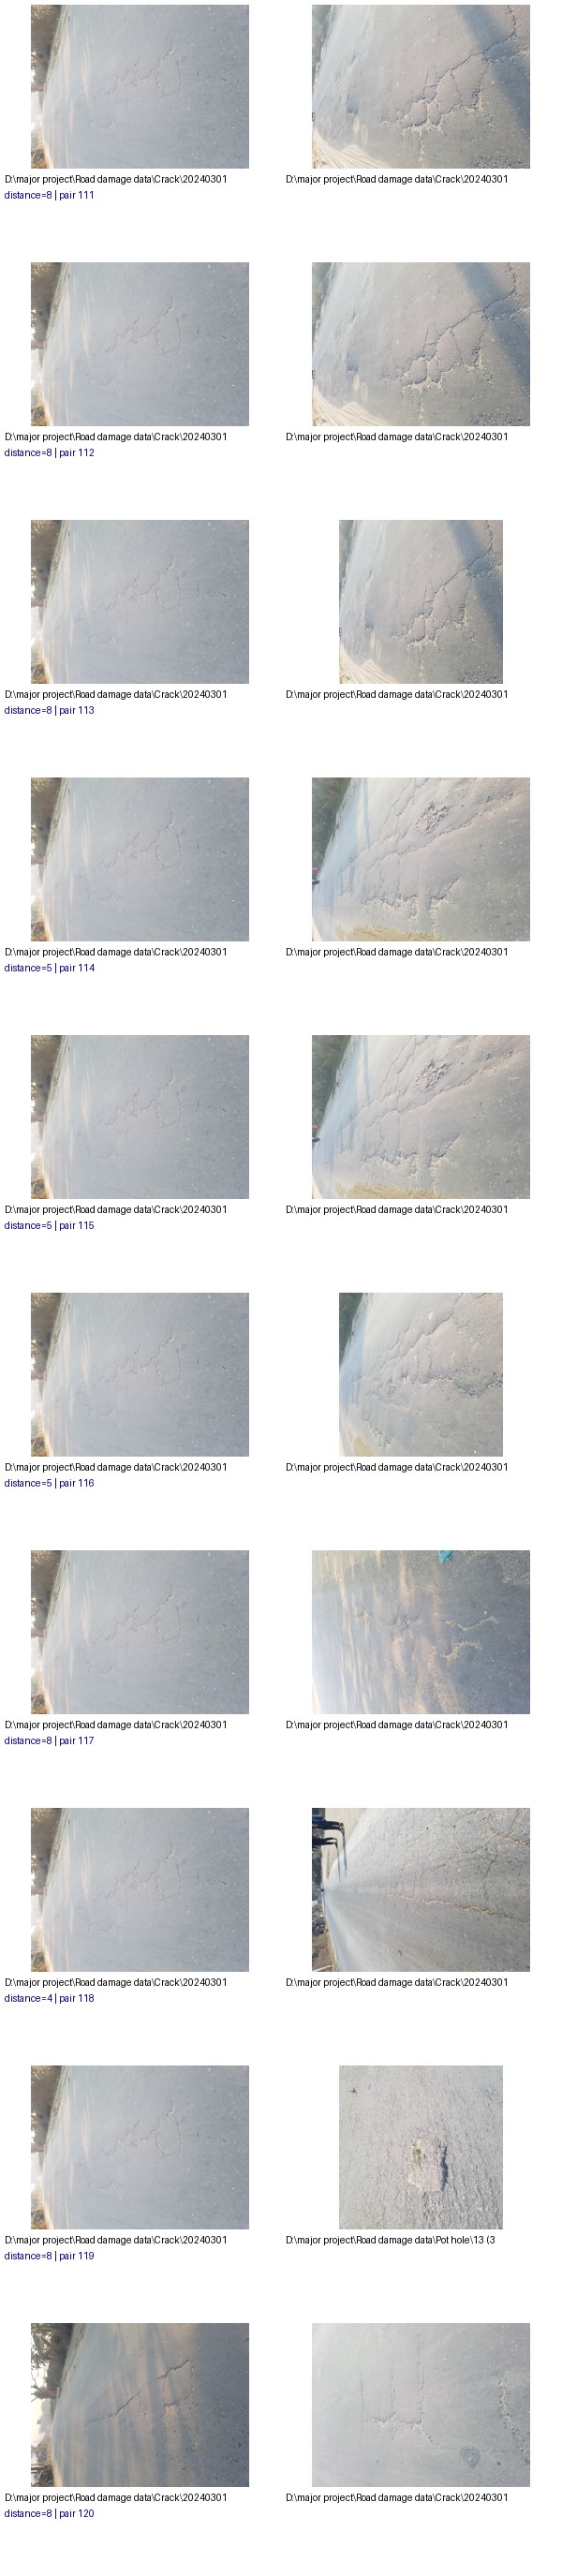 D:\major project\Road damage data\Crack\20240301 D:\major project\Road damage data\Crack\20240301
distance=8 | pair 111
D:\major project\Road damage data\Crack\20240301 D:\major project\Road damage data\Crack\20240301
distance=8 | pair 112
D:\major project\Road damage data\Crack\20240301 D:\major project\Road damage data\Crack\20240301
distance=8 | pair 113
D:\major project\Road damage data\Crack\20240301 D:\major project\Road damage data\Crack\20240301
distance=5 | pair 114
D:\major project\Road damage data\Crack\20240301 D:\major project\Road damage data\Crack\20240301
distance=5 | pair 115
D:\major project\Road damage data\Crack\20240301 D:\major project\Road damage data\Crack\20240301
distance=5 | pair 116
D:\major project\Road damage data\Crack\20240301 D:\major project\Road damage data\Crack\20240301
distance=8 | pair 117
D:\major project\Road damage data\Crack\20240301 D:\major project\Road damage data\Crack\20240301
distance=4 | pair 118
D:\major project\Road damage data\Crack\20240301 D:\major project\Road damage data\Pot hole\13 (3
distance=8 | pair 119
D:\major project\Road damage data\Crack\20240301 D:\major project\Road damage data\Crack\20240301
distance=8 | pair 120